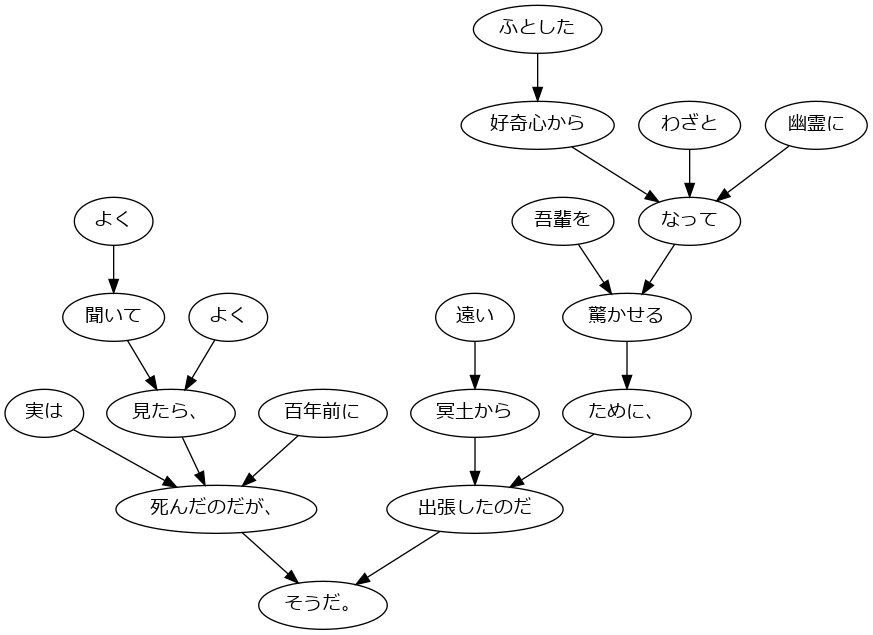 ふとした
好奇心から
わざと
幽霊に
よく
吾輩を
なって
聞いて
よく
遠い
驚かせる
実は
見たら、
百年前に
冥土から
ために、
死んだのだが、
出張したのだ
そうだ。